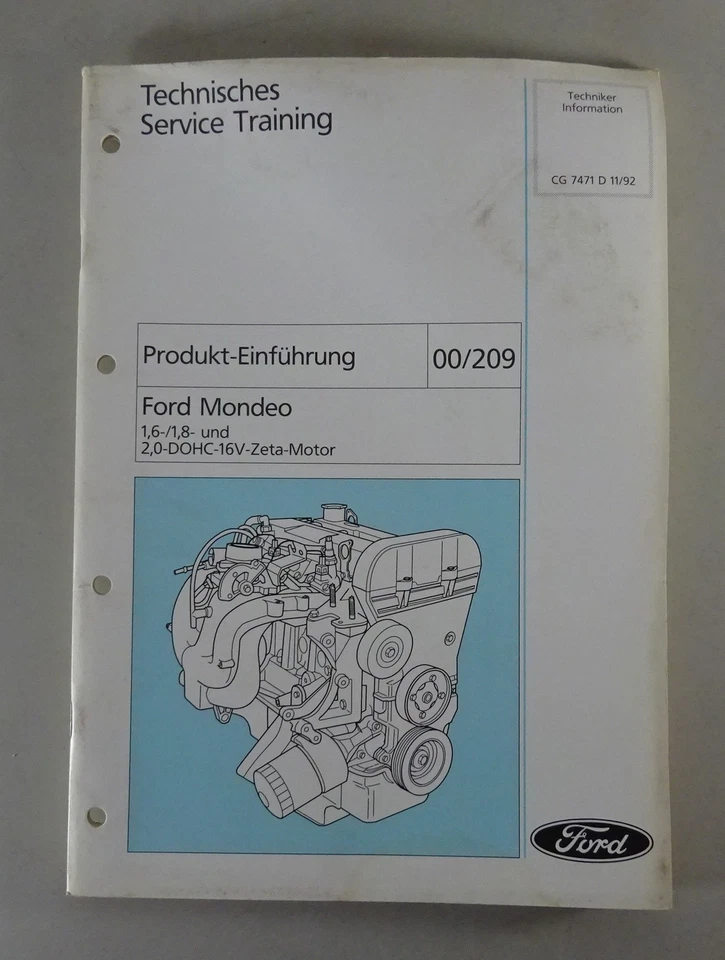 Technisches
Service Training
Techniker
Information
CG 7471 D 11/92
Produkt-Einführung
00/209
Ford Mondeo
1,6-/1,8- und
2,0-DOHC-16V-Zeta-Motor
Ford